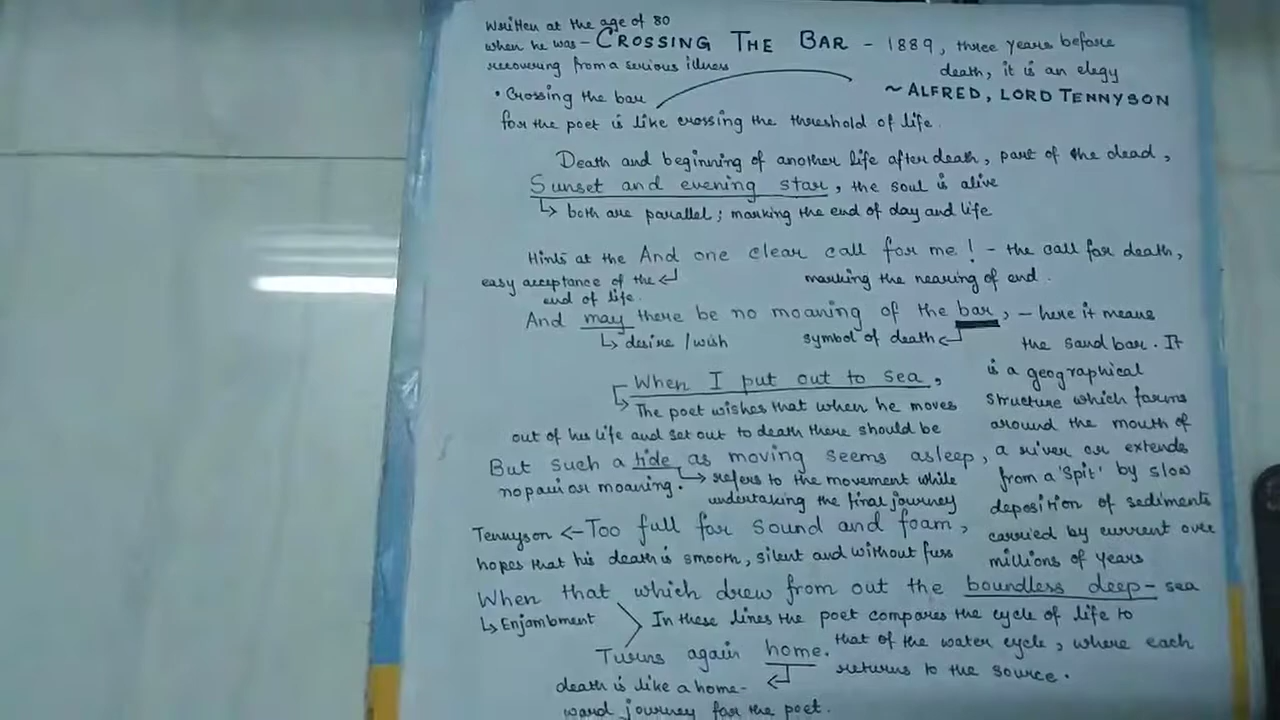 Written at the age of 80
when he was - CROSSING THE BAR - 1889, three years before
recovering from a serious illness death, it is an elegy
• Crossing the bar ~ ALFRED, LORD TENNYSON
for the poet is like crossing the threshold of life.
Death and beginning of another life after death, part of the dead,
Sunset and evening star, the soul is alive
↳ both are parallel; marking the end of day and life
Hints at the And one clear call for me! - the call for death,
easy acceptance of the ↲ marking the nearing of end.
end of life.
And may there be no moaning of the bar, - here it means
↳ desire / wish symbol of death ↲ the sand bar. It
is a geographical
When I put out to sea, structure which forms
↳ The poet wishes that when he moves around the mouth of
out of his life and set out to death there should be
But such a tide as moving seems asleep, a river or extends
no pain or moaning. ↳ refers to the movement while from a 'spit' by slow
undertaking the final journey deposition of sediments
Tennyson ← Too full for sound and foam, carried by current over
hopes that his death is smooth, silent and without fuss millions of years
When that which drew from out the boundless deep - sea
↳ Enjambment In these lines the poet compares the cycle of life to
Turns again home. that of the water cycle, where each
returns to the source.
death is like a home-
ward journey for the poet.